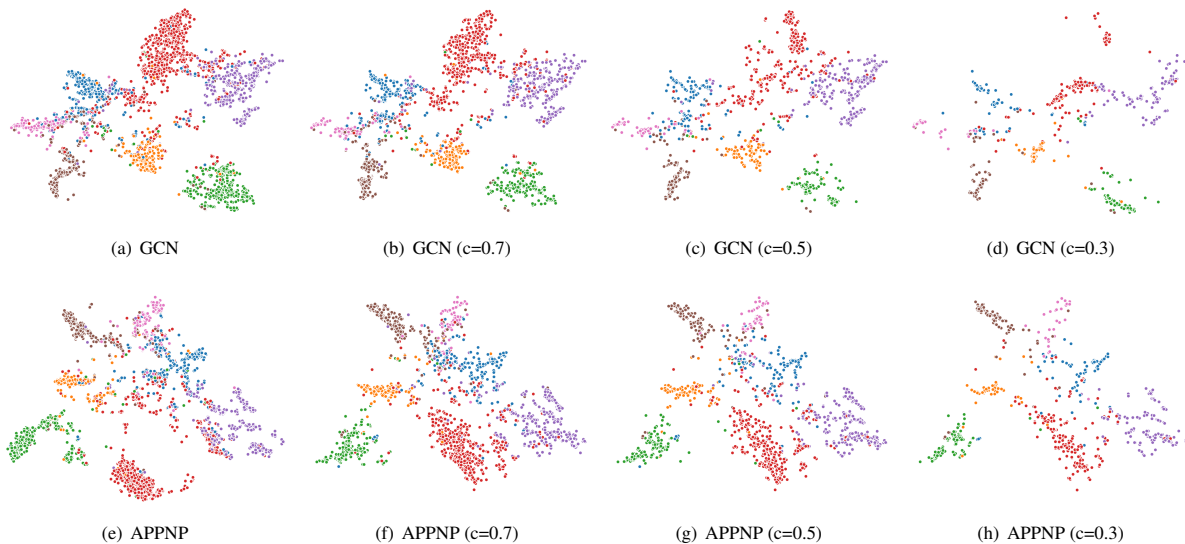 (a) GCN
(b) GCN (c=0.7)
(c) GCN (c=0.5)
(d) GCN (c=0.3)
(e) APPNP
(f) APPNP (c=0.7)
(g) APPNP (c=0.5)
(h) APPNP (c=0.3)